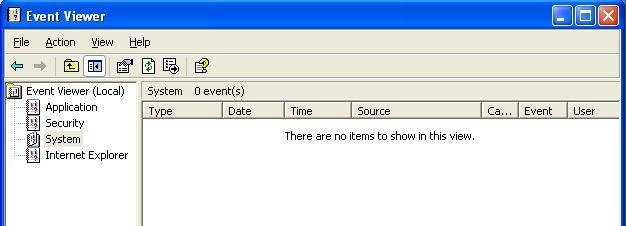 Event Viewer
File Action View Help
Event Viewer (Local)
Application
Security
System
Internet Explorer
System 0 event(s)
Type Date Time Source Ca... Event User
There are no items to show in this view.